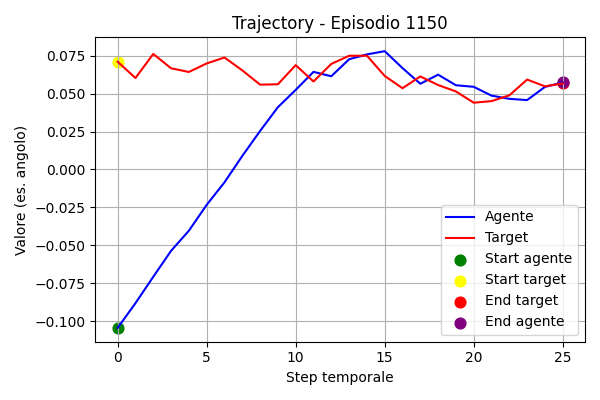 Trajectory - Episodio 1150
Valore (es. angolo)
0.075
0.050
0.025
0.000
−0.025
−0.050
−0.075
−0.100
0 5 10 15 20 25
Step temporale
Agente
Target
Start agente
Start target
End target
End agente